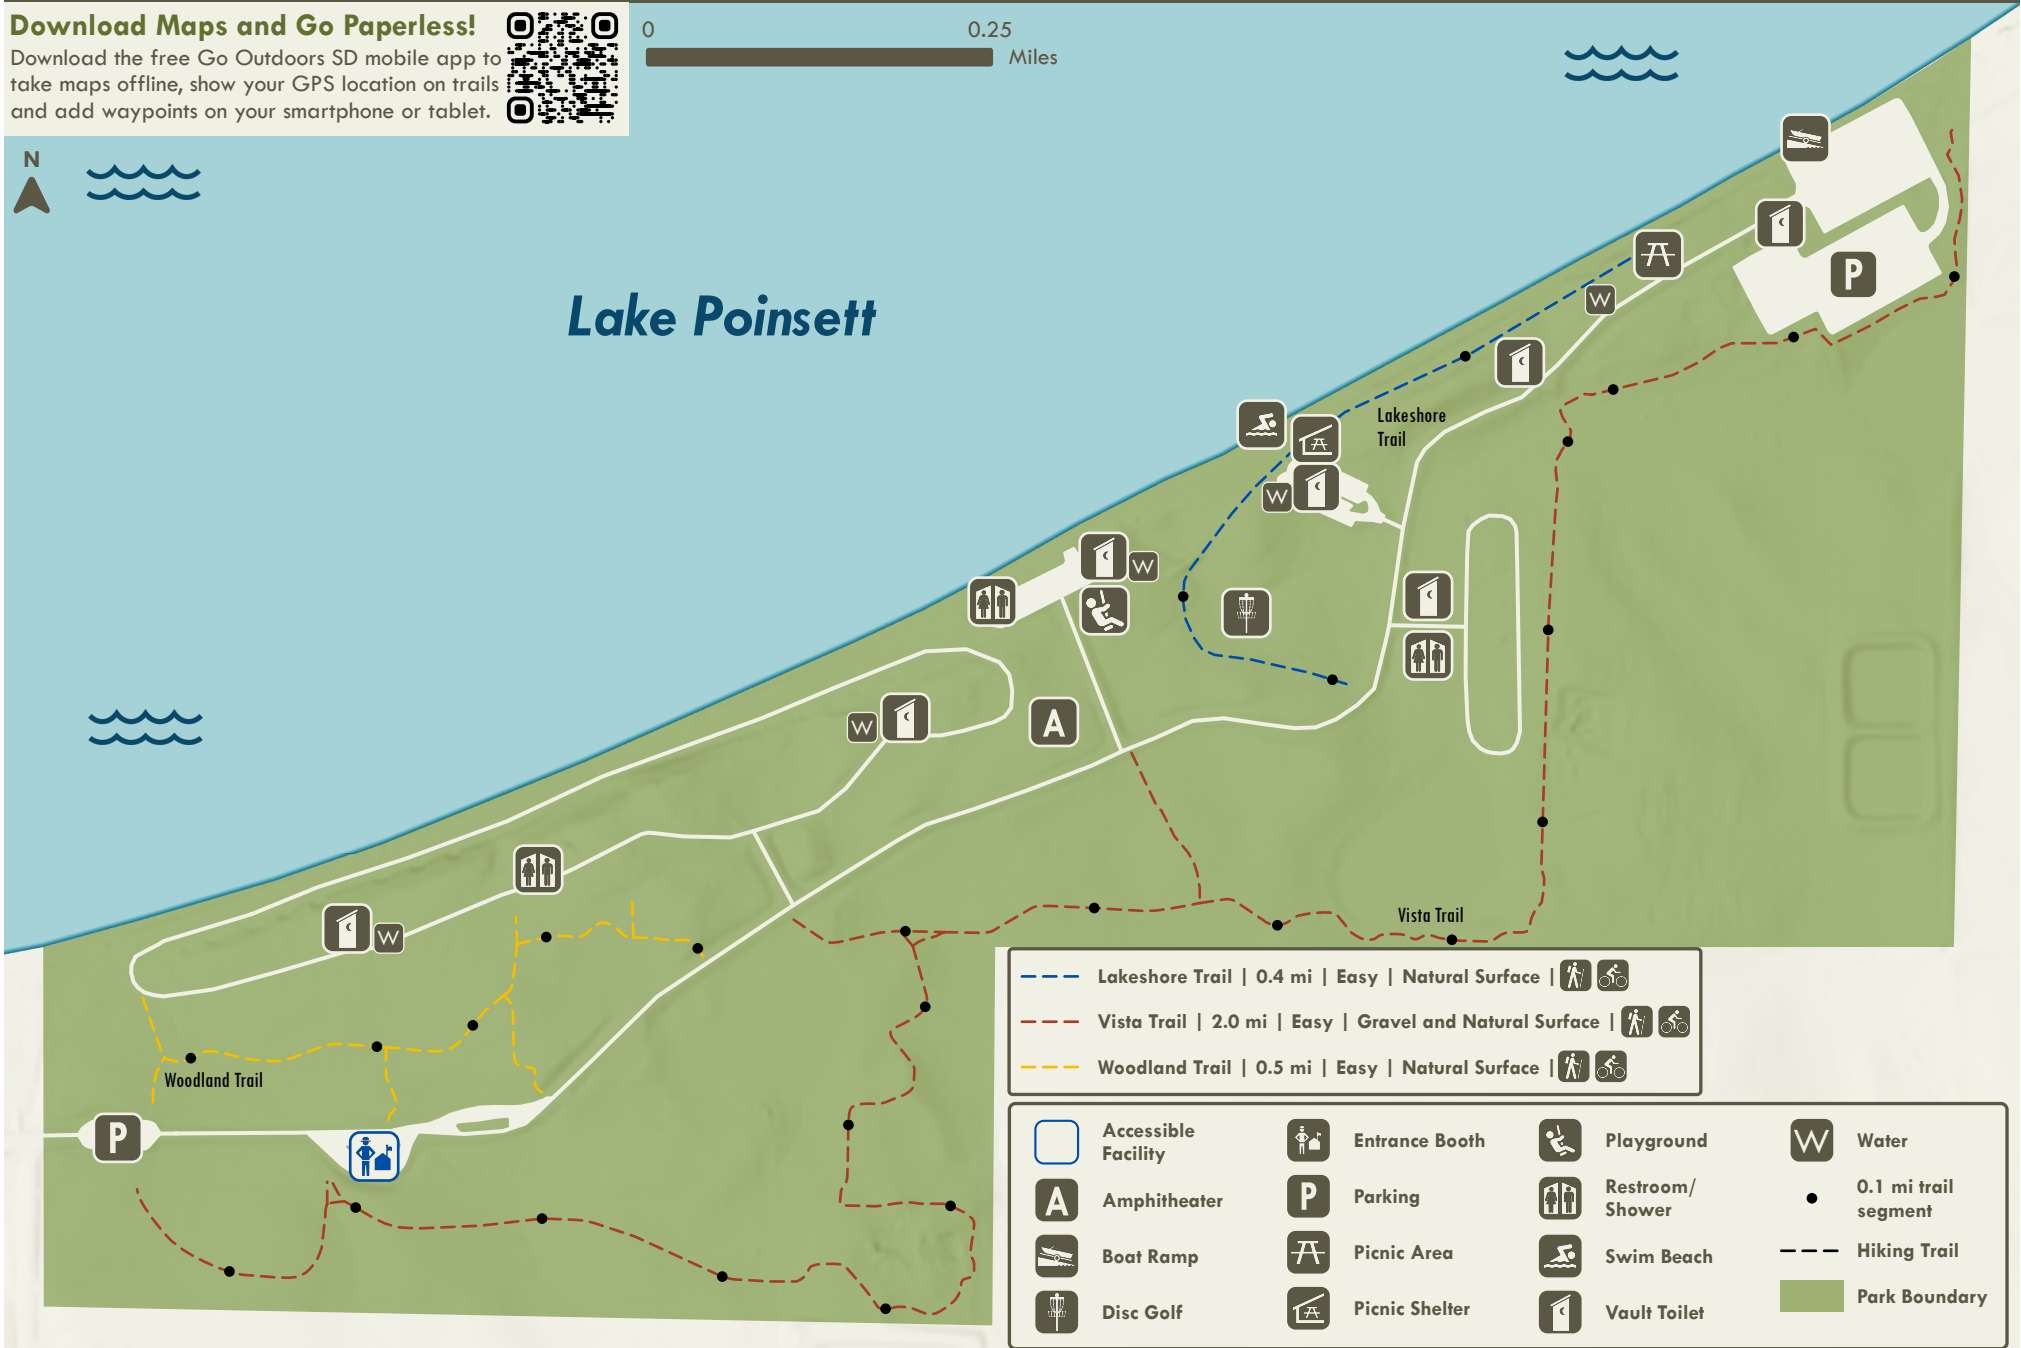 Download Maps and Go Paperless!
Download the free Go Outdoors SD mobile app to
take maps offline, show your GPS location on trails
and add waypoints on your smartphone or tablet.
0 0.25
Miles
N
Lake Poinsett
P
W
Lakeshore
Trail
W
W
W
A
W
Vista Trail
Woodland Trail
P
Lakeshore Trail | 0.4 mi | Easy | Natural Surface |
Vista Trail | 2.0 mi | Easy | Gravel and Natural Surface |
Woodland Trail | 0.5 mi | Easy | Natural Surface |
Accessible
Facility
A Amphitheater
Boat Ramp
Disc Golf
Entrance Booth
P Parking
Picnic Area
Picnic Shelter
Playground
Restroom/
Shower
Swim Beach
Vault Toilet
W Water
0.1 mi trail
segment
Hiking Trail
Park Boundary